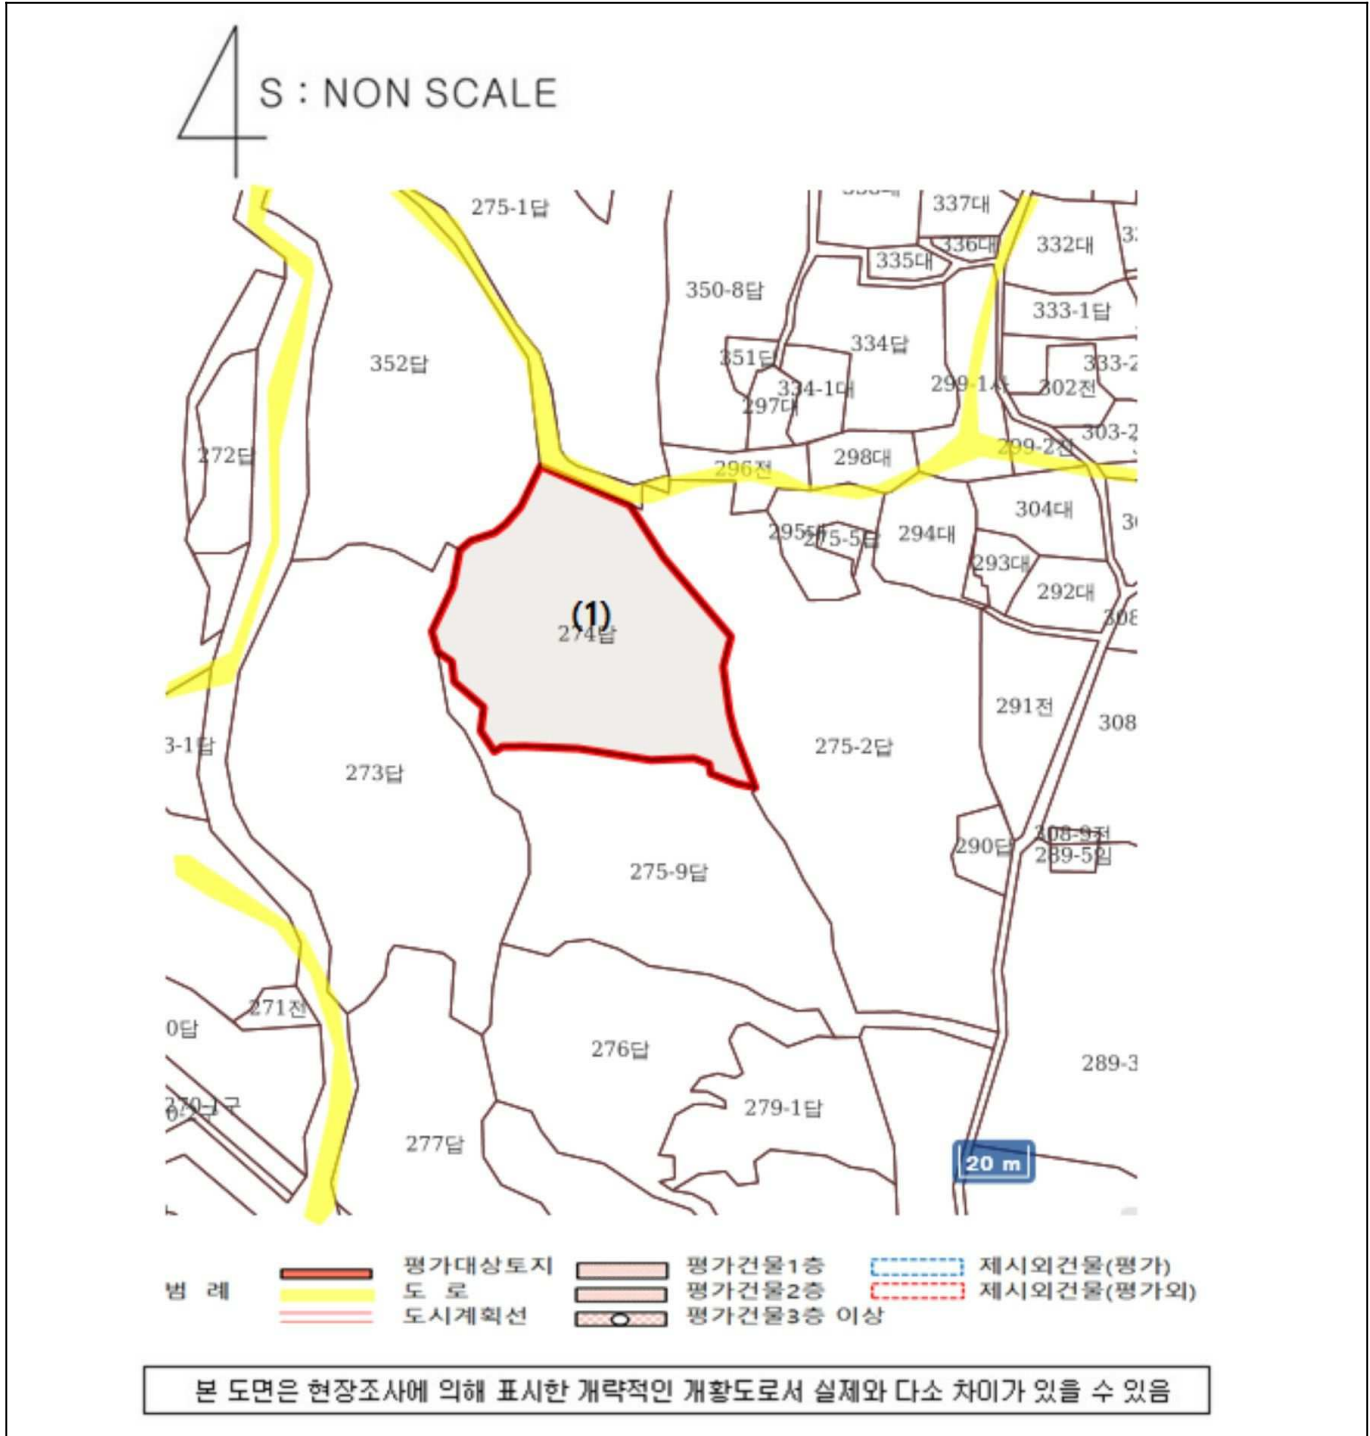 S : NON SCALE
275-1답
337대
336대
332대
335대
350-8답
333-1답
334답
352답
351답
334-1대
299-1사
302전
297대
272답
296전
298대
299-2전
304대
294대
275-5답
293대
292대
(1)
274답
291전
308
275-2답
3-1답
273답
290답
308-9전
289-5임
275-9답
271전
0답
276답
289-3
279-1답
277답
20 m
범 례
평가대상토지
도 로
도시계획선
평가건물1층
평가건물2층
평가건물3층 이상
제시외건물(평가)
제시외건물(평가외)
본 도면은 현장조사에 의해 표시한 개략적인 개황도로서 실제와 다소 차이가 있을 수 있음